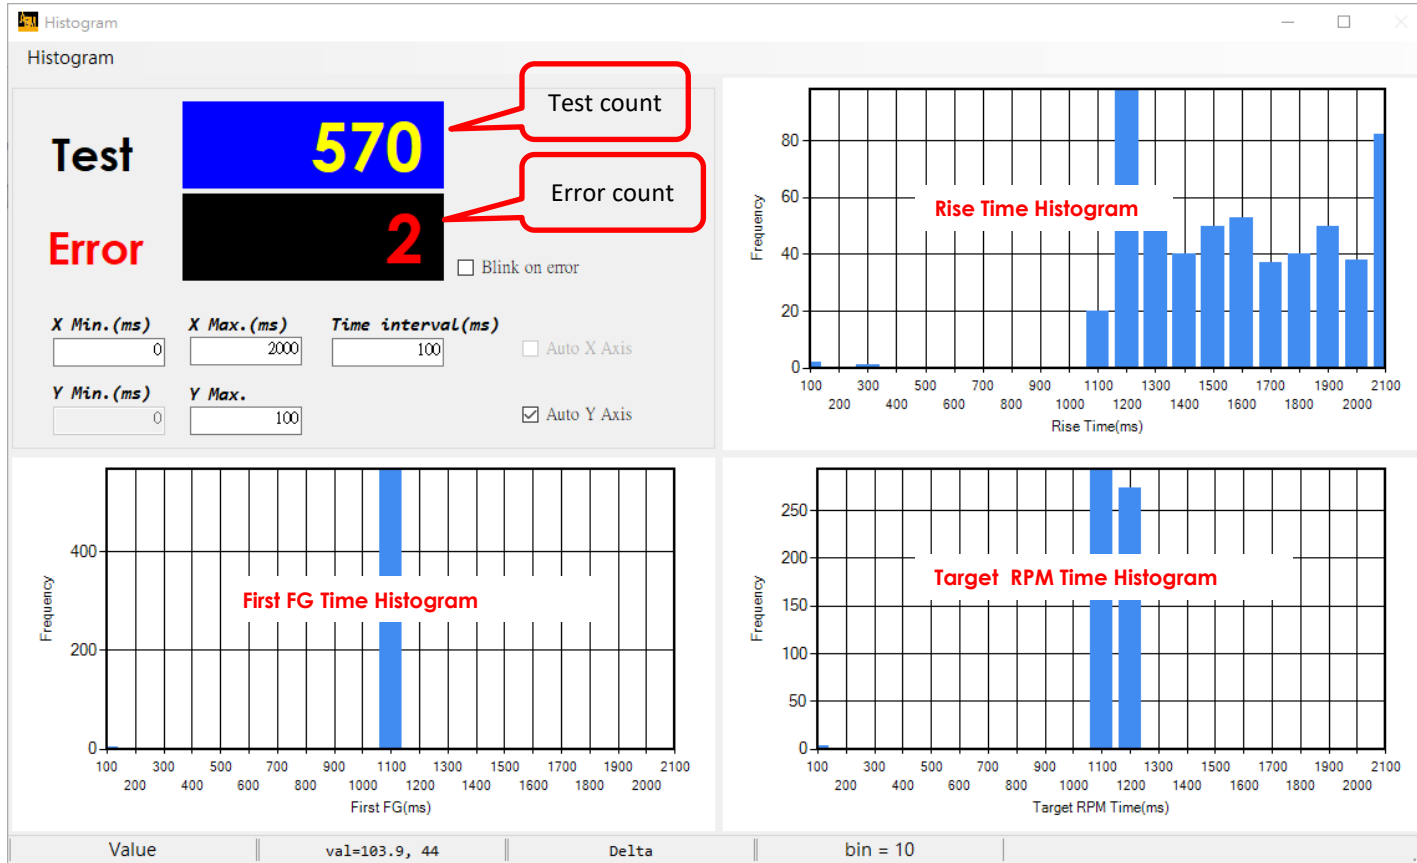 Histogram
Histogram
Test
570
Test count
Error
2
Error count
Blink on error
X Min.(ms)
X Max.(ms)
Time interval(ms)
0
2000
100
Auto X Axis
Y Min.(ms)
Y Max.
0
100
Auto Y Axis
Rise Time Histogram
Frequency
80
60
40
20
0
100 300 500 700 900 1100 1300 1500 1700 1900 2100
200 400 600 800 1000 1200 1400 1600 1800 2000
Rise Time(ms)
First FG Time Histogram
Frequency
400
200
0
100 300 500 700 900 1100 1300 1500 1700 1900 2100
200 400 600 800 1000 1200 1400 1600 1800 2000
First FG(ms)
Target RPM Time Histogram
Frequency
250
200
150
100
50
0
100 300 500 700 900 1100 1300 1500 1700 1900 2100
200 400 600 800 1000 1200 1400 1600 1800 2000
Target RPM Time(ms)
Value
val=103.9, 44
Delta
bin = 10